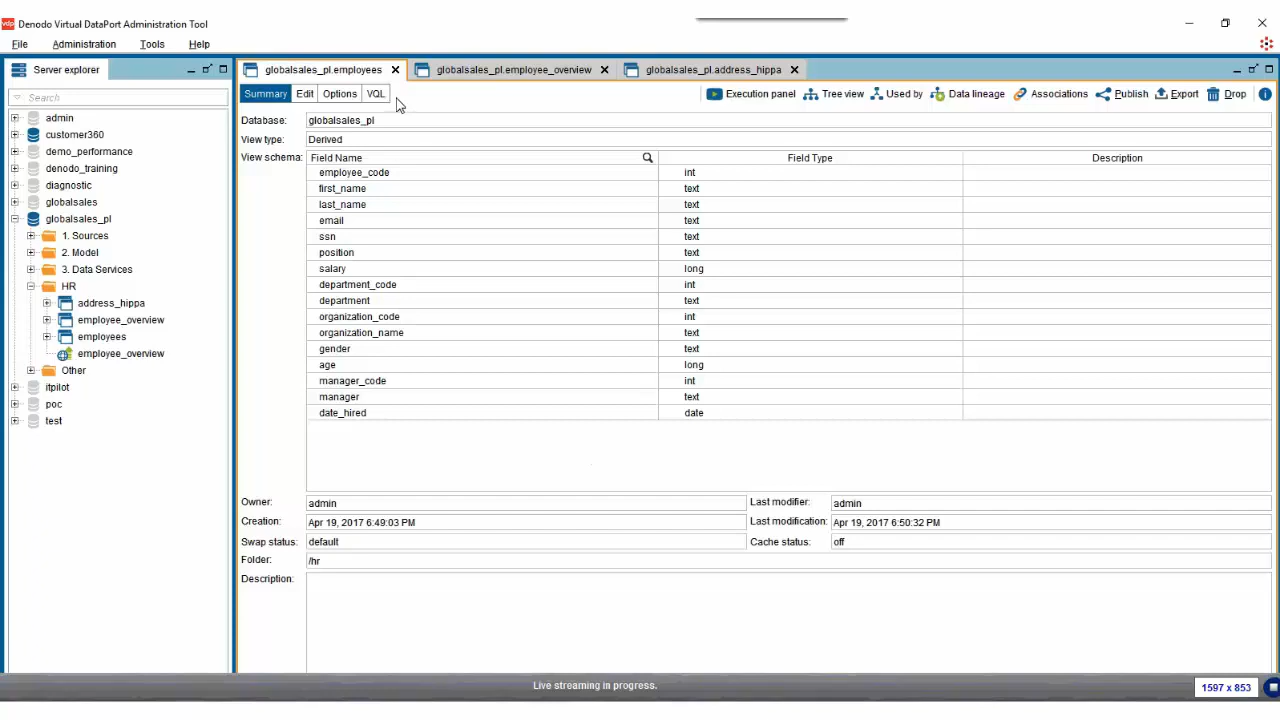 vdp Denodo Virtual DataPort Administration Tool
File Administration Tools Help
Server explorer
globalsales_pl.employees
globalsales_pl.employee_overview
globalsales_pl.address_hippa
Search
Summary Edit Options VQL
Execution panel Tree view Used by Data lineage Associations Publish Export Drop
admin
customer360
demo_performance
denodo_training
diagnostic
globalsales
globalsales_pl
1. Sources
2. Model
3. Data Services
HR
address_hippa
employee_overview
employees
employee_overview
Other
itpilot
poc
test
Database: globalsales_pl
View type: Derived
View schema: Field Name Field Type Description
employee_code int
first_name text
last_name text
email text
ssn text
position text
salary long
department_code int
department text
organization_code int
organization_name text
gender text
age long
manager_code int
manager text
date_hired date
Owner: admin Last modifier: admin
Creation: Apr 19, 2017 6:49:03 PM Last modification: Apr 19, 2017 6:50:32 PM
Swap status: default Cache status: off
Folder: /hr
Description:
Live streaming in progress.
1597 x 853